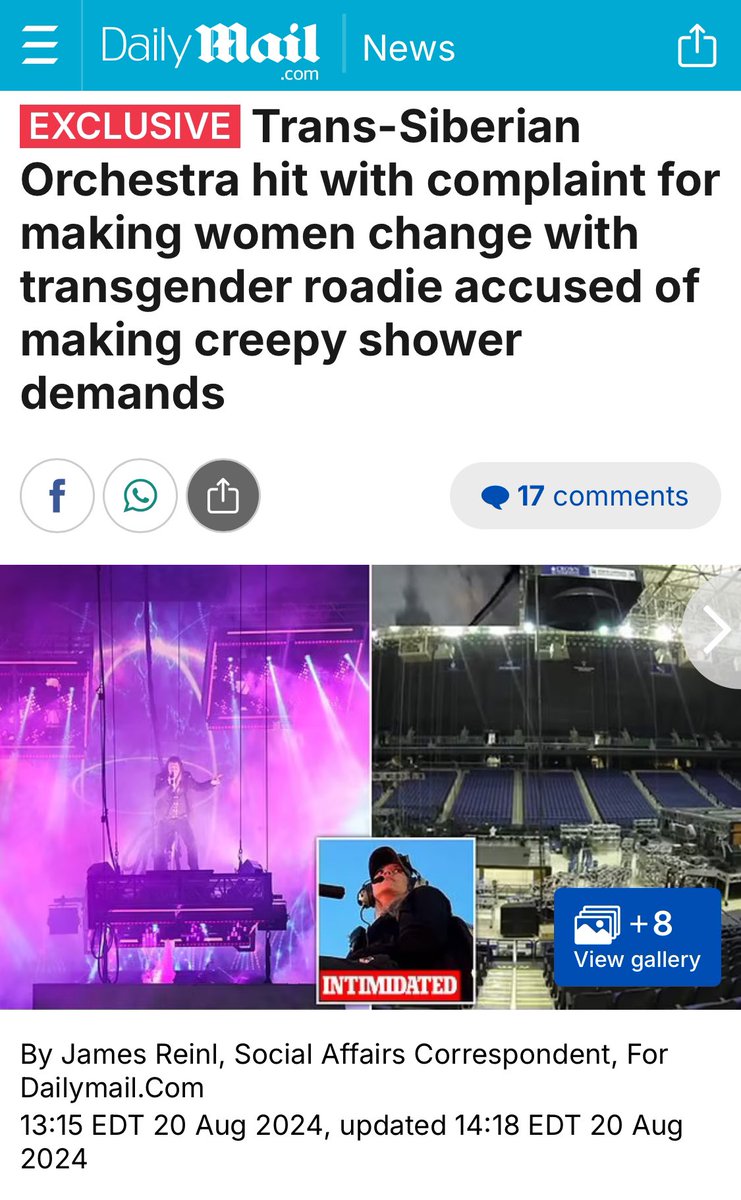 Daily Mail .com News
EXCLUSIVE Trans-Siberian
Orchestra hit with complaint for
making women change with
transgender roadie accused of
making creepy shower
demands
17 comments
INTIMIDATED
+8
View gallery
By James Reinl, Social Affairs Correspondent, For
Dailymail.Com
13:15 EDT 20 Aug 2024, updated 14:18 EDT 20 Aug
2024